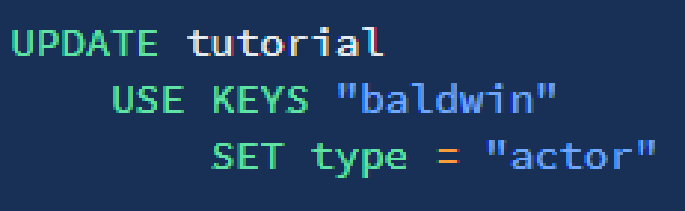 UPDATE tutorial
USE KEYS "baldwin"
SET type = "actor"